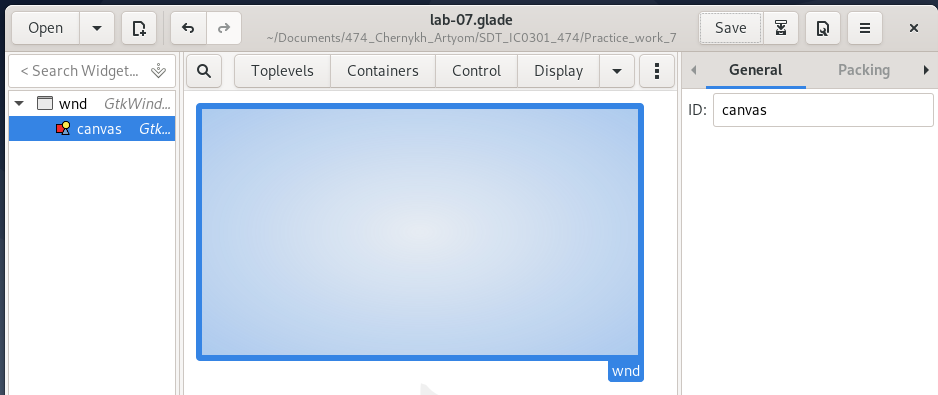 Open
lab-07.glade
~/Documents/474_Chernykh_Artyom/SDT_IC0301_474/Practice_work_7
Save
< Search Widget...
Toplevels
Containers
Control
Display
General
Packing
wnd GtkWind...
canvas Gtk...
ID: canvas
wnd